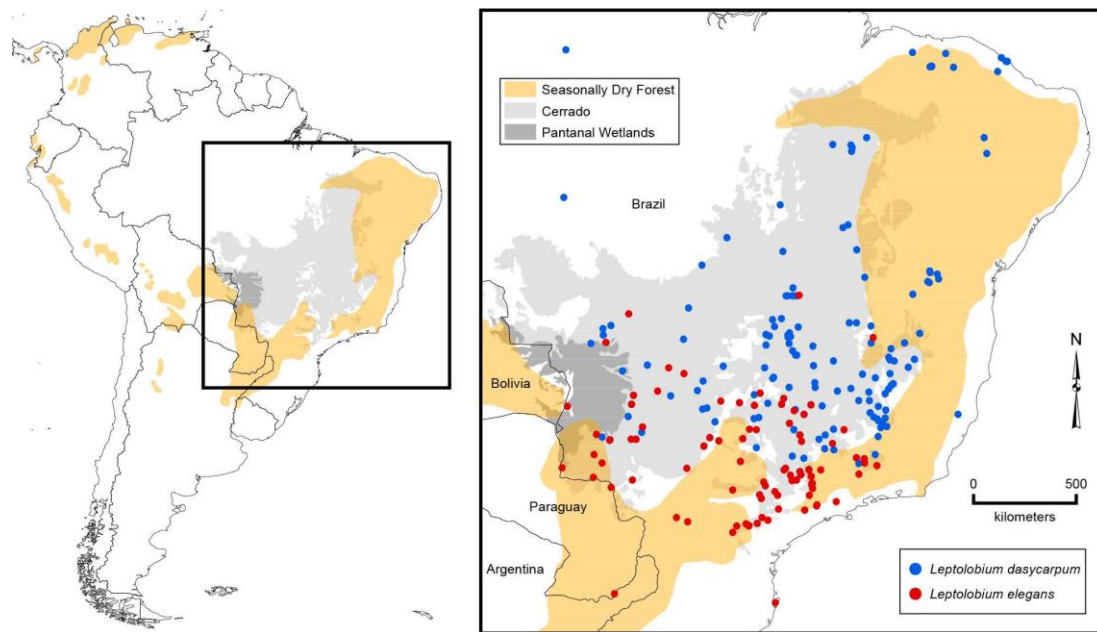 Seasonally Dry Forest
Cerrado
Pantanal Wetlands
Brazil
N
Bolivia
0 500
kilometers
Paraguay
Argentina
Leptolobium dasycarpum
Leptolobium elegans